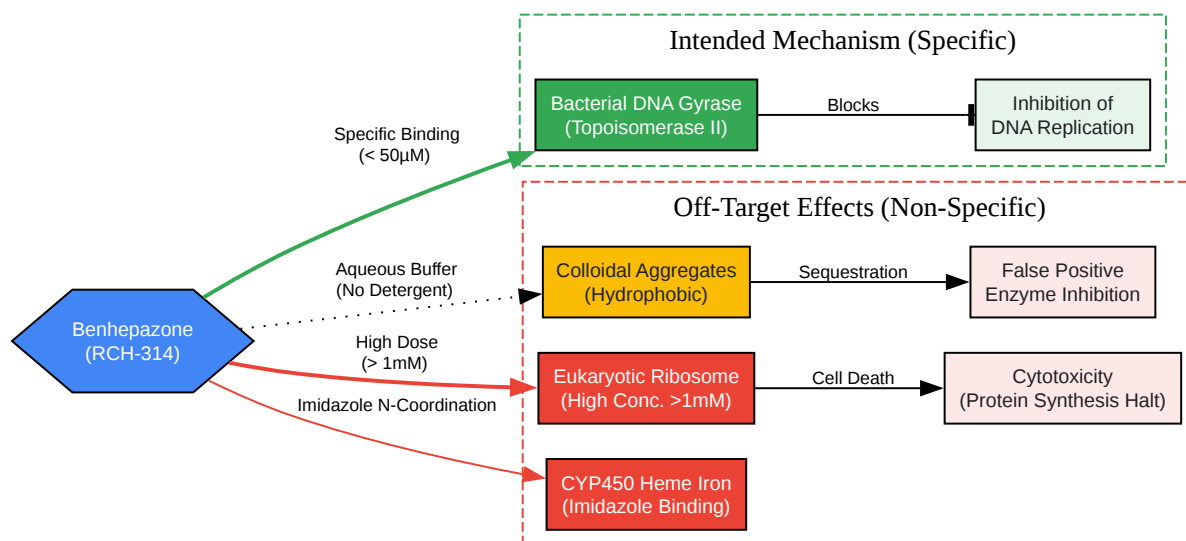 Intended Mechanism (Specific)
Bacterial DNA Gyrase
(Topoisomerase II)
Blocks
Inhibition of
DNA Replication
Specific Binding
(< 50µM)
Off-Target Effects (Non-Specific)
Aqueous Buffer
(No Detergent)
Colloidal Aggregates
(Hydrophobic)
Sequestration
False Positive
Enzyme Inhibition
Benhepazone
(RCH-314)
High Dose
(> 1mM)
Eukaryotic Ribosome
(High Conc. >1mM)
Cell Death
Cytotoxicity
(Protein Synthesis Halt)
Imidazole N-Coordination
CYP450 Heme Iron
(Imidazole Binding)